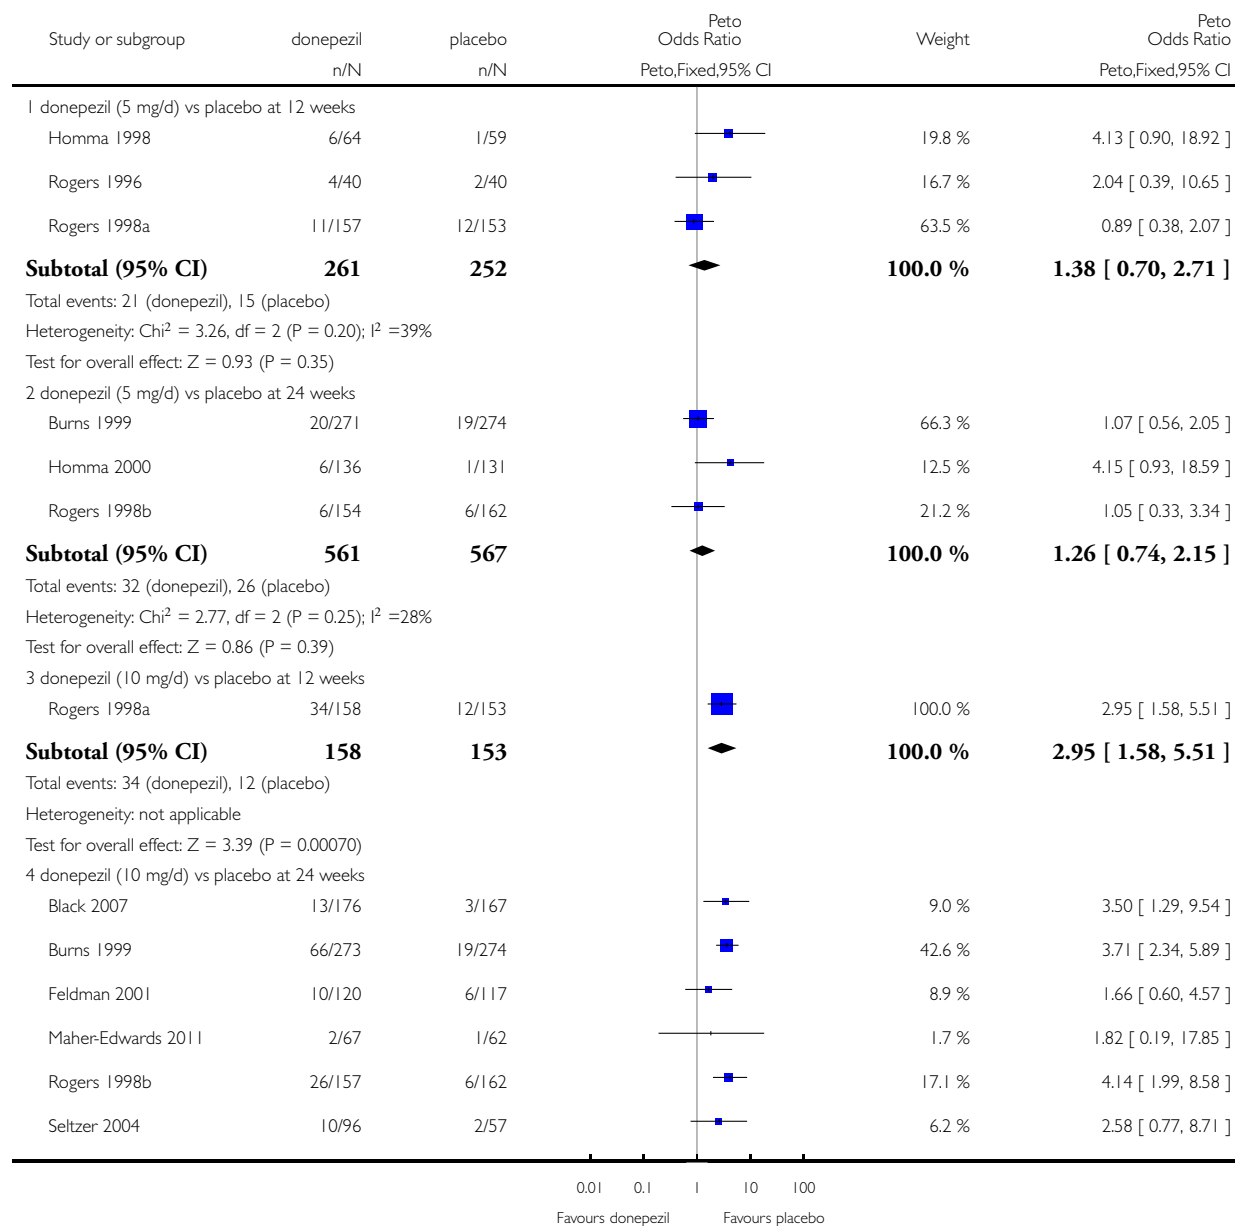 Peto Peto
Study or subgroup donepezil placebo Odds Ratio Weight Odds Ratio
n/N n/N Peto,Fixed,95% CI Peto,Fixed,95% CI
1 donepezil (5 mg/d) vs placebo at 12 weeks
Homma 1998 6/64 1/59 19.8 % 4.13 [ 0.90, 18.92 ]
Rogers 1996 4/40 2/40 16.7 % 2.04 [ 0.39, 10.65 ]
Rogers 1998a 11/157 12/153 63.5 % 0.89 [ 0.38, 2.07 ]
Subtotal (95% CI) 261 252 100.0 % 1.38 [ 0.70, 2.71 ]
Total events: 21 (donepezil), 15 (placebo)
Heterogeneity: Chi² = 3.26, df = 2 (P = 0.20); I² =39%
Test for overall effect: Z = 0.93 (P = 0.35)
2 donepezil (5 mg/d) vs placebo at 24 weeks
Burns 1999 20/271 19/274 66.3 % 1.07 [ 0.56, 2.05 ]
Homma 2000 6/136 1/131 12.5 % 4.15 [ 0.93, 18.59 ]
Rogers 1998b 6/154 6/162 21.2 % 1.05 [ 0.33, 3.34 ]
Subtotal (95% CI) 561 567 100.0 % 1.26 [ 0.74, 2.15 ]
Total events: 32 (donepezil), 26 (placebo)
Heterogeneity: Chi² = 2.77, df = 2 (P = 0.25); I² =28%
Test for overall effect: Z = 0.86 (P = 0.39)
3 donepezil (10 mg/d) vs placebo at 12 weeks
Rogers 1998a 34/158 12/153 100.0 % 2.95 [ 1.58, 5.51 ]
Subtotal (95% CI) 158 153 100.0 % 2.95 [ 1.58, 5.51 ]
Total events: 34 (donepezil), 12 (placebo)
Heterogeneity: not applicable
Test for overall effect: Z = 3.39 (P = 0.00070)
4 donepezil (10 mg/d) vs placebo at 24 weeks
Black 2007 13/176 3/167 9.0 % 3.50 [ 1.29, 9.54 ]
Burns 1999 66/273 19/274 42.6 % 3.71 [ 2.34, 5.89 ]
Feldman 2001 10/120 6/117 8.9 % 1.66 [ 0.60, 4.57 ]
Maher-Edwards 2011 2/67 1/62 1.7 % 1.82 [ 0.19, 17.85 ]
Rogers 1998b 26/157 6/162 17.1 % 4.14 [ 1.99, 8.58 ]
Seltzer 2004 10/96 2/57 6.2 % 2.58 [ 0.77, 8.71 ]
0.01 0.1 1 10 100
Favours donepezil Favours placebo